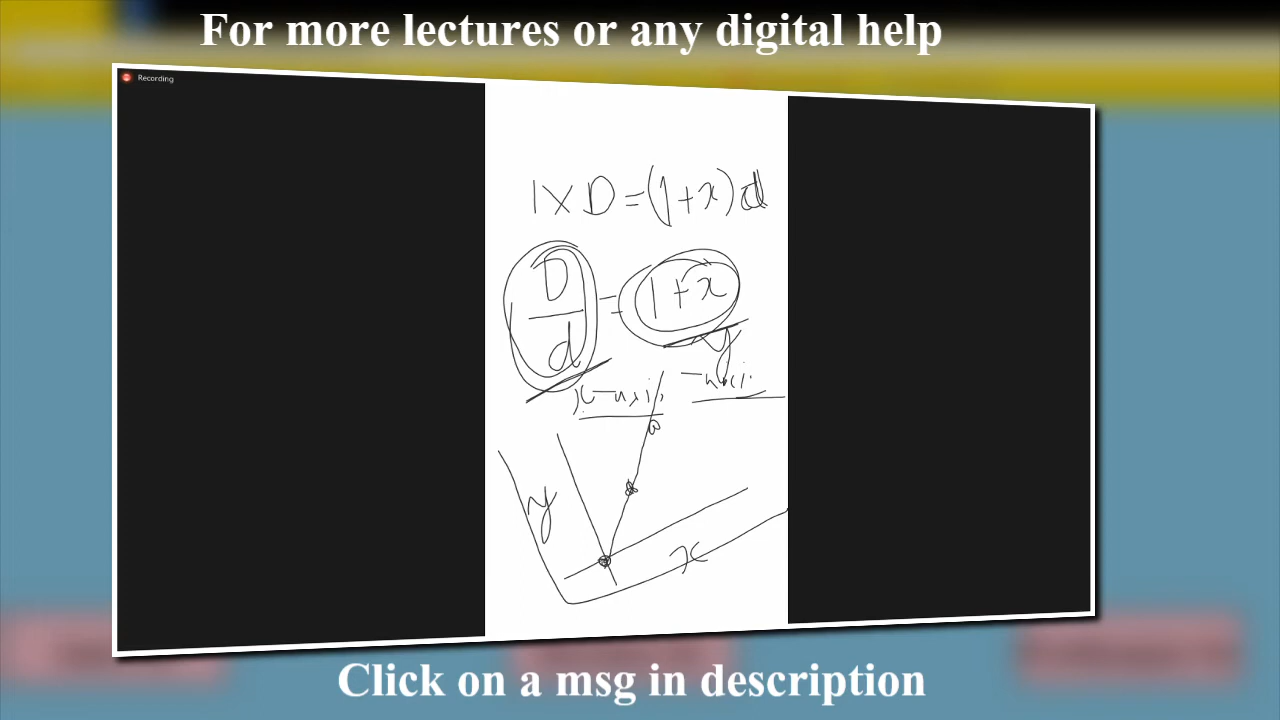 For more lectures or any digital help
Recording
1 × D = (1 + x) d
D/d = 1 + x
y
x
Click on a msg in description